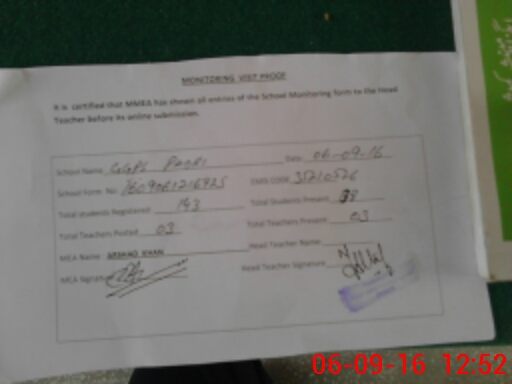 MONITORING VISIT PROOF
It is certified that MMEA has shown all entries of the School Monitoring form to the Head
Teacher before its online submission.
School Name GGPS Date 06-09-16
School Form No. EMIS CODE 35210526
Total students Registered 143 Total Students Present
Total Teachers Posted 03 Total Teachers Present 03
MEA Name ARSHAD KHAN Head Teacher Name
MEA Signature Head Teacher Signature
06-09-16 12:52